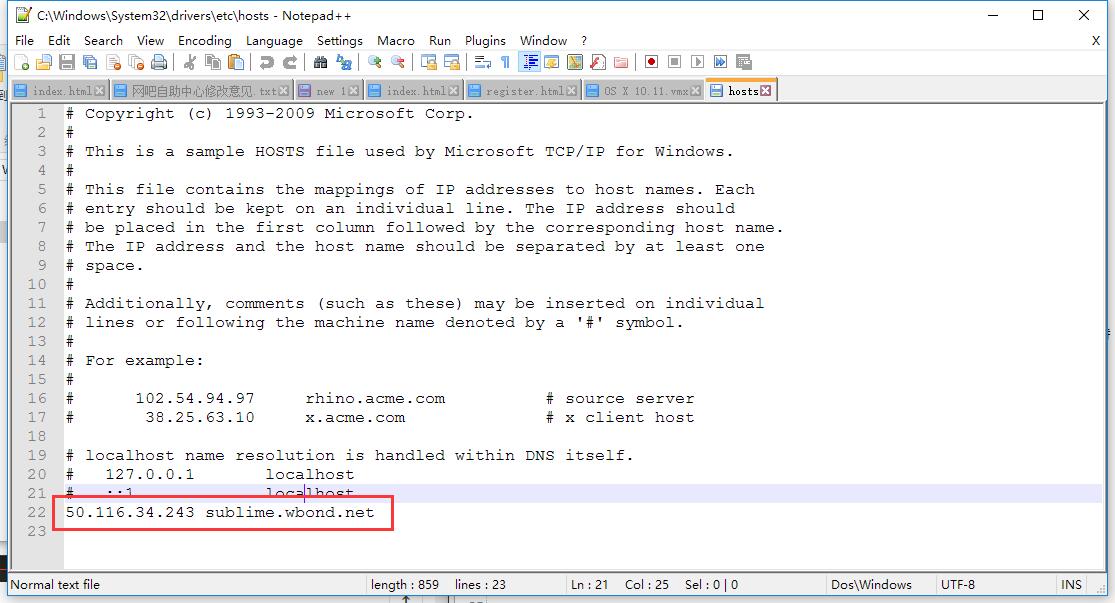 C:\Windows\System32\drivers\etc\hosts - Notepad++
File Edit Search View Encoding Language Settings Macro Run Plugins Window ? X
index.html 网吧自助中心修改意见.txt new 1 index.html register.html OS X 10.11.vmx hosts
1 # Copyright (c) 1993-2009 Microsoft Corp.
2 #
3 # This is a sample HOSTS file used by Microsoft TCP/IP for Windows.
4 #
5 # This file contains the mappings of IP addresses to host names. Each
6 # entry should be kept on an individual line. The IP address should
7 # be placed in the first column followed by the corresponding host name.
8 # The IP address and the host name should be separated by at least one
9 # space.
10 #
11 # Additionally, comments (such as these) may be inserted on individual
12 # lines or following the machine name denoted by a '#' symbol.
13 #
14 # For example:
15 #
16 # 102.54.94.97 rhino.acme.com # source server
17 # 38.25.63.10 x.acme.com # x client host
18
19 # localhost name resolution is handled within DNS itself.
20 # 127.0.0.1 localhost
21 # ::1 localhost
22 50.116.34.243 sublime.wbond.net
23
Normal text file length : 859 lines : 23 Ln : 21 Col : 25 Sel : 0 | 0 Dos\Windows UTF-8 INS